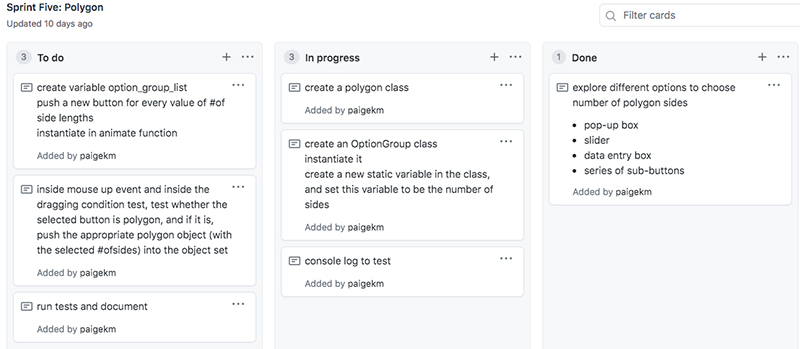 Sprint Five: Polygon
Updated 10 days ago
Filter cards
3 To do
create variable option_group_list
push a new button for every value of #of
side lengths
instantiate in animate function
Added by paigekm
inside mouse up event and inside the
dragging condition test, test whether the
selected button is polygon, and if it is,
push the appropriate polygon object (with
the selected #ofsides) into the object set
Added by paigekm
run tests and document
Added by paigekm
3 In progress
create a polygon class
Added by paigekm
create an OptionGroup class
instantiate it
create a new static variable in the class,
and set this variable to be the number of
sides
Added by paigekm
console log to test
Added by paigekm
1 Done
explore different options to choose
number of polygon sides
• pop-up box
• slider
• data entry box
• series of sub-buttons
Added by paigekm